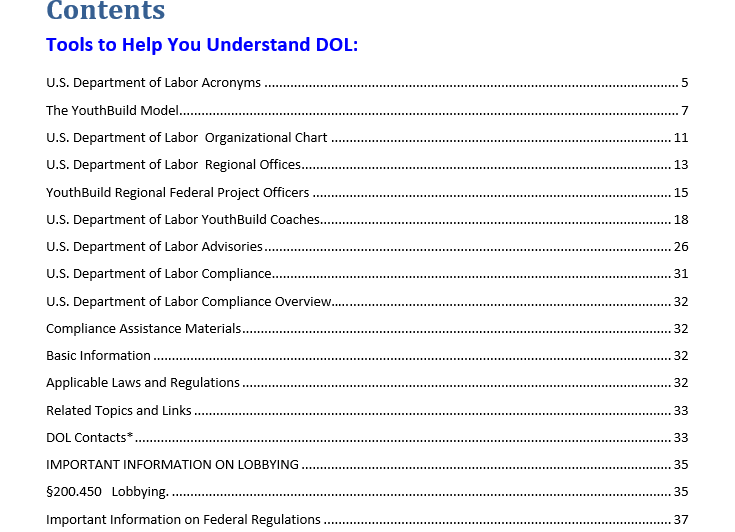 Contents
Tools to Help You Understand DOL:
U.S. Department of Labor Acronyms ........................................................................................................ 5
The YouthBuild Model............................................................................................................................. 7
U.S. Department of Labor  Organizational Chart ...................................................................................... 11
U.S. Department of Labor  Regional Offices.............................................................................................. 13
YouthBuild Regional Federal Project Officers ........................................................................................... 15
U.S. Department of Labor YouthBuild Coaches......................................................................................... 18
U.S. Department of Labor Advisories ........................................................................................................ 26
U.S. Department of Labor Compliance...................................................................................................... 31
U.S. Department of Labor Compliance Overview...................................................................................... 32
Compliance Assistance Materials.............................................................................................................. 32
Basic Information ...................................................................................................................................... 32
Applicable Laws and Regulations .............................................................................................................. 32
Related Topics and Links ........................................................................................................................... 33
DOL Contacts* ........................................................................................................................................... 33
IMPORTANT INFORMATION ON LOBBYING ............................................................................................. 35
§200.450   Lobbying. .................................................................................................................................. 35
Important Information on Federal Regulations ......................................................................................... 37